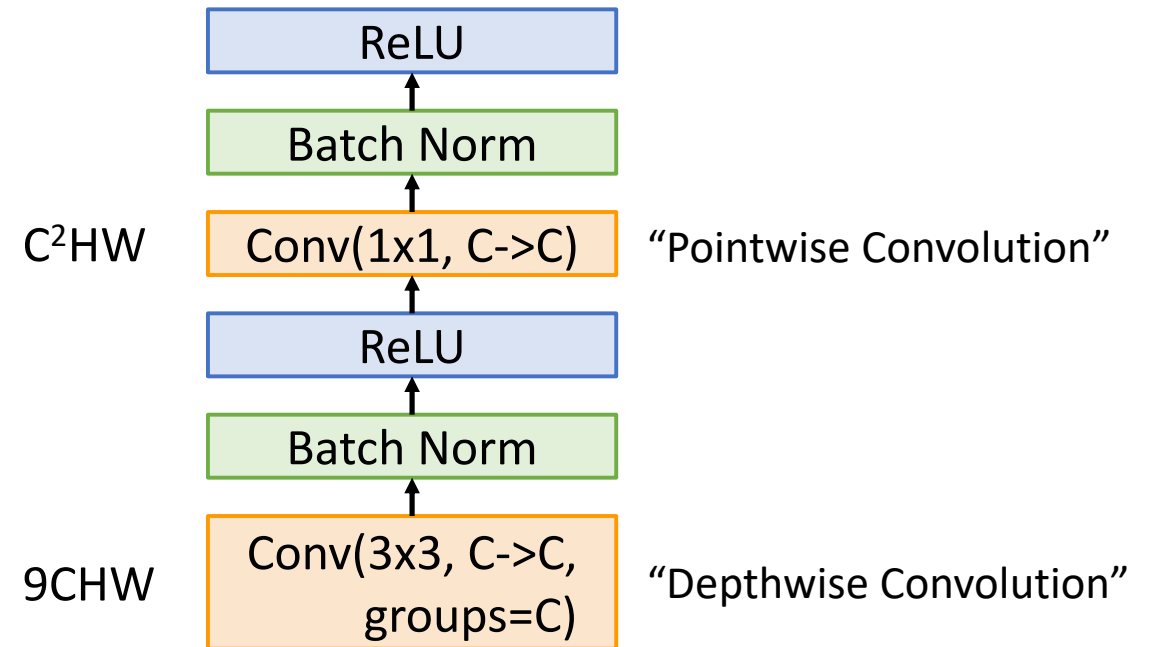 ReLU
Batch Norm
C²HW
Conv(1x1, C->C)
“Pointwise Convolution”
ReLU
Batch Norm
9CHW
Conv(3x3, C->C,
groups=C)
“Depthwise Convolution”